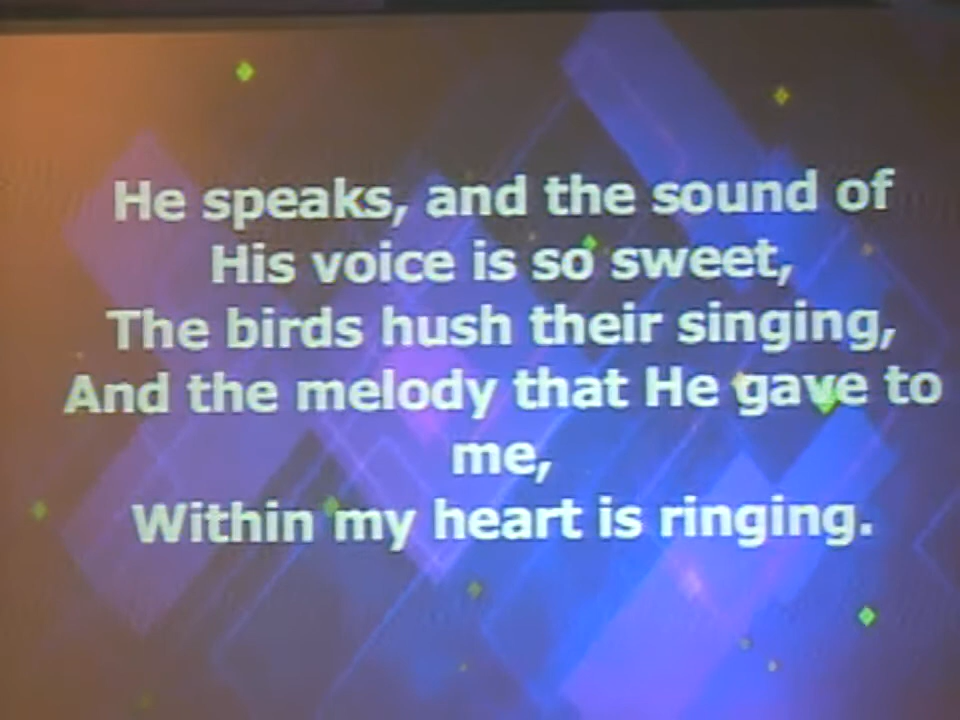 He speaks, and the sound of
His voice is so sweet,
The birds hush their singing,
And the melody that He gave to
me,
Within my heart is ringing.